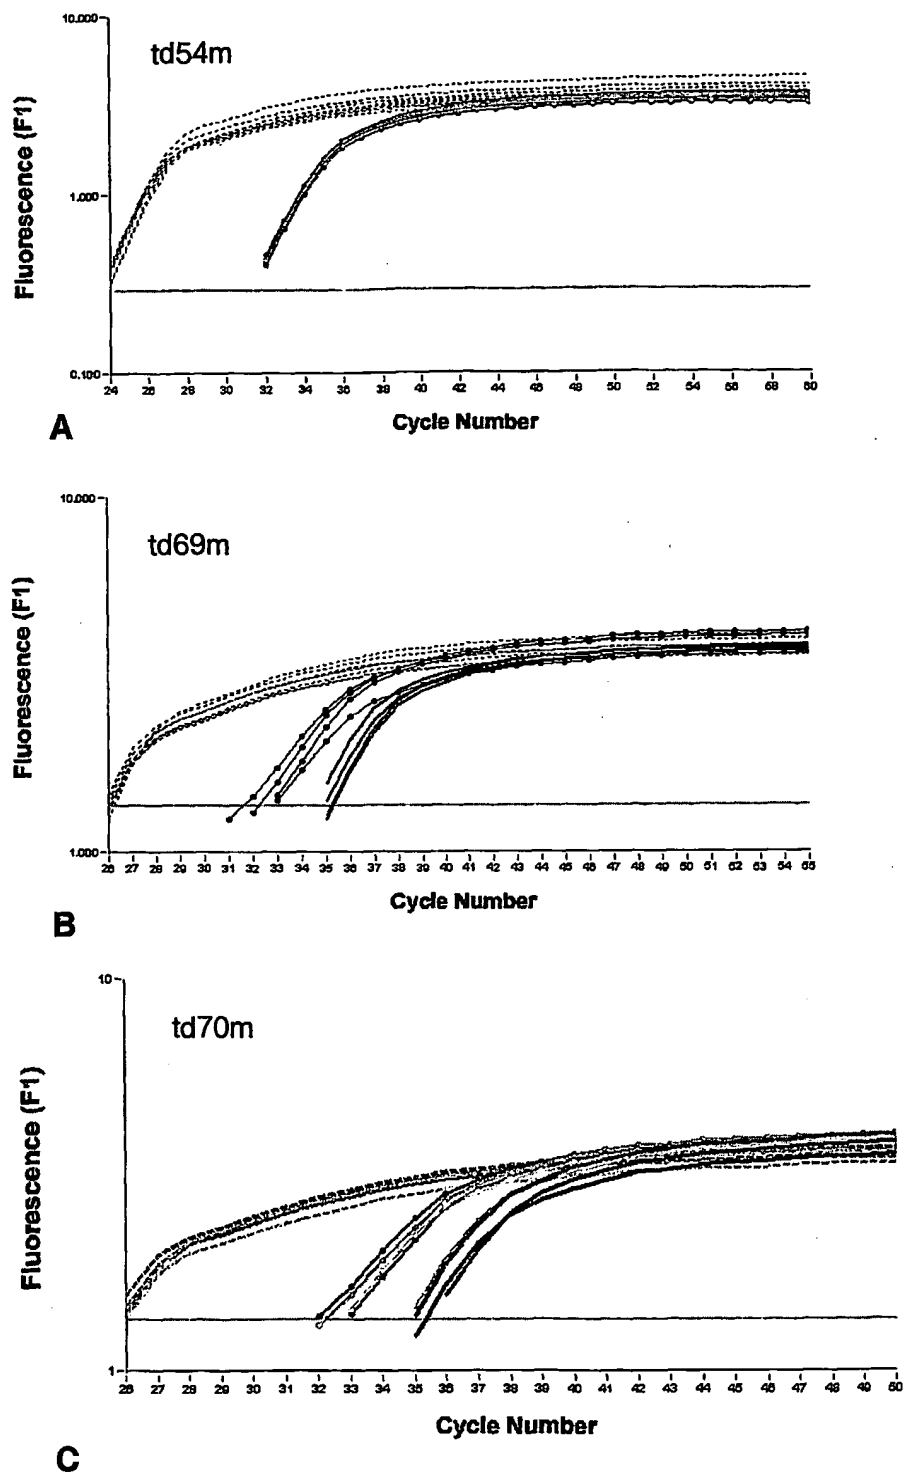 10.000
td54m
1.000
Fluorescence (F1)
0.100
24 26 28 30 32 34 36 38 40 42 44 46 48 50 52 54 56 58 60
Cycle Number
A
10.000
td69m
Fluorescence (F1)
1.000
26 27 28 29 30 31 32 33 34 35 36 37 38 39 40 41 42 43 44 45 46 47 48 49 50 51 52 53 54 55
Cycle Number
B
10
td70m
Fluorescence (F1)
1
26 27 28 29 30 31 32 33 34 35 36 37 38 39 40 41 42 43 44 45 46 47 48 49 50
Cycle Number
C